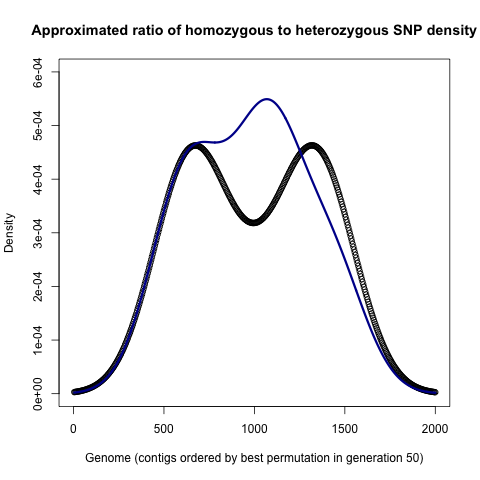 Approximated ratio of homozygous to heterozygous SNP density
6e-04
5e-04
4e-04
3e-04
2e-04
1e-04
0e+00
Density
0 500 1000 1500 2000
Genome (contigs ordered by best permutation in generation 50)